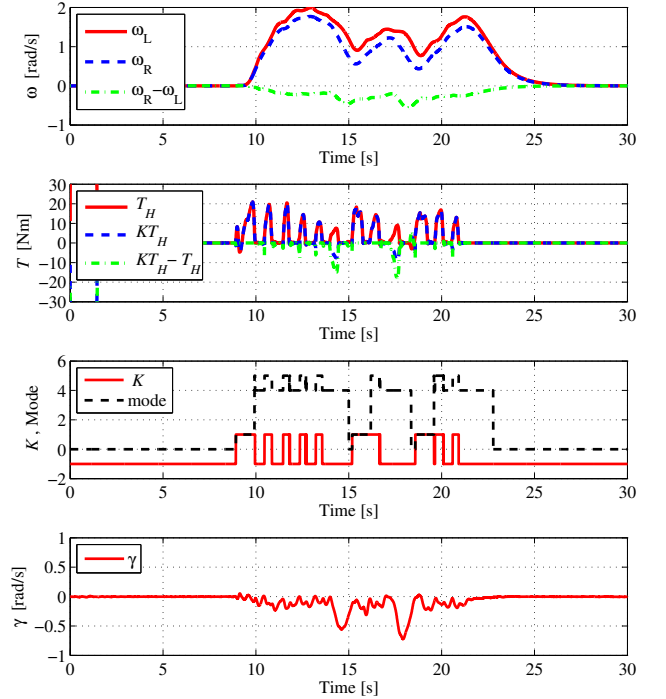 2
1
0
−1
ω [rad/s]
ω_L
ω_R
ω_R−ω_L
0 5 10 15 20 25 30
Time [s]
30
20
10
0
−10
−20
−30
T [Nm]
T_H
KT_H
KT_H− T_H
0 5 10 15 20 25 30
Time [s]
6
4
2
0
−2
K , Mode
K
mode
0 5 10 15 20 25 30
Time [s]
1
0.5
0
−0.5
−1
γ [rad/s]
γ
0 5 10 15 20 25 30
Time [s]